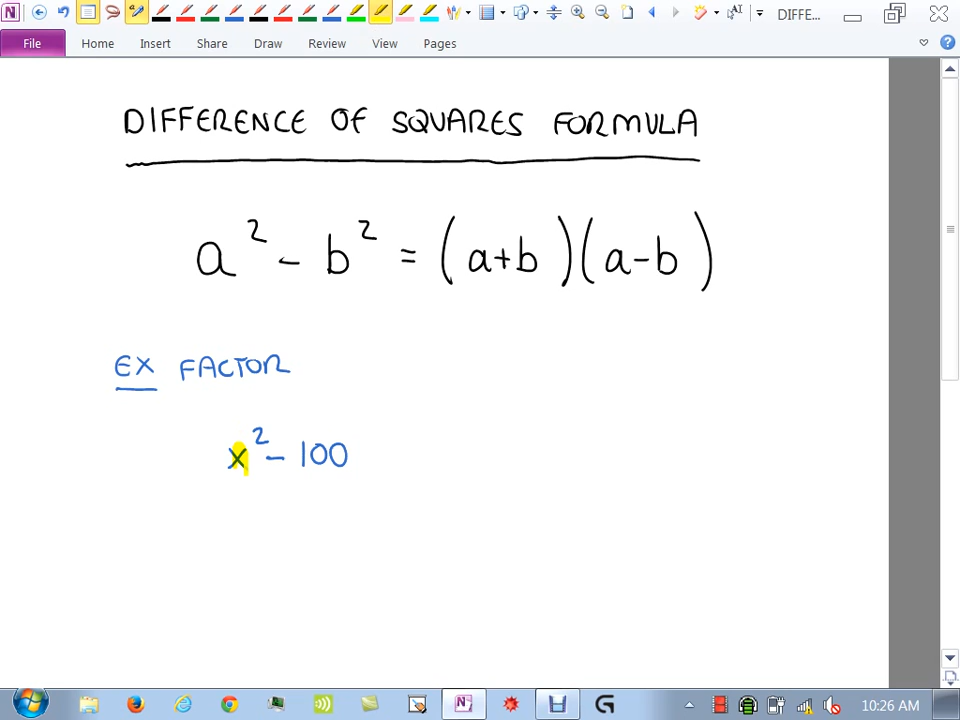 DIFFE...
File Home Insert Share Draw Review View Pages
DIFFERENCE OF SQUARES FORMULA
a² - b² = (a+b)(a-b)
EX FACTOR
x² - 100
10:26 AM